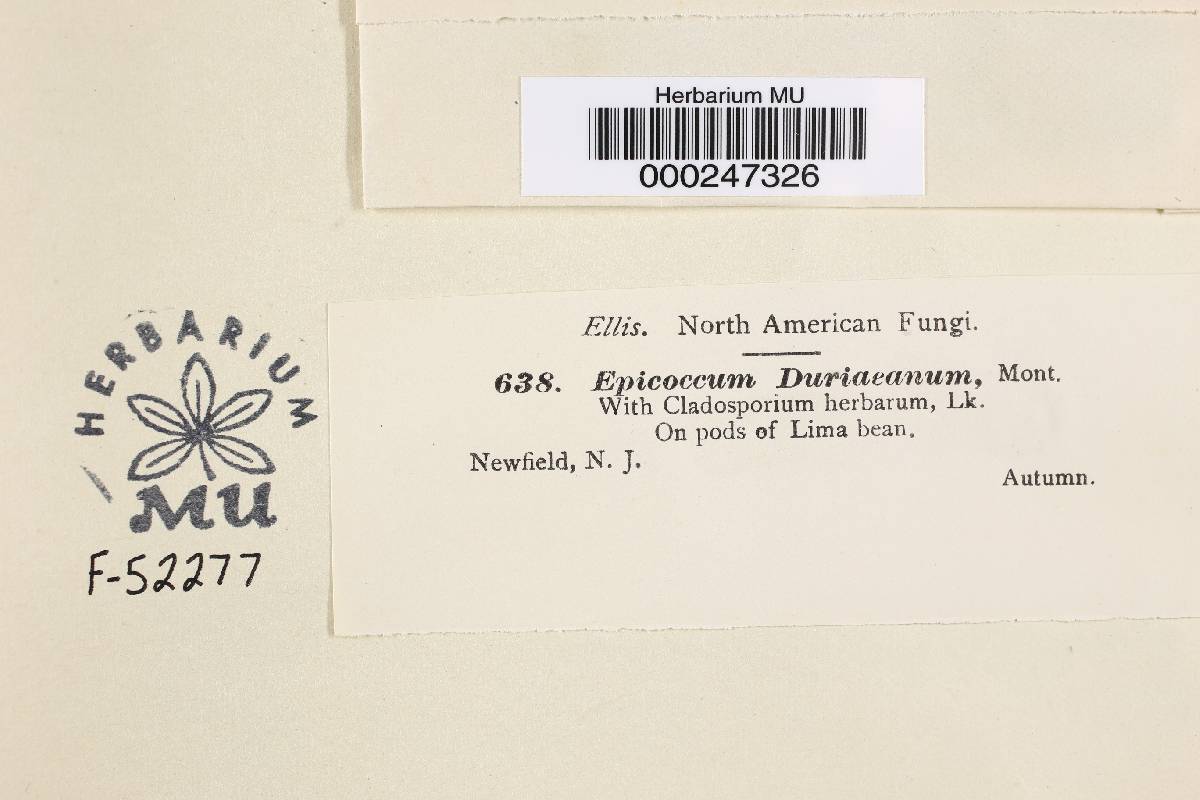 Herbarium MU
000247326
Ellis. North American Fungi.
638. Epicoccum Duriaeanum, Mont.
With Cladosporium herbarum, Lk.
On pods of Lima bean.
Newfield, N. J.
Autumn.
HERBARIUM
MU
F-52277